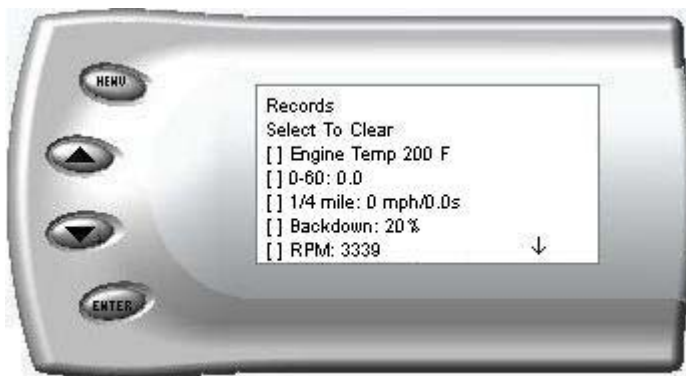 MENU
Records
Select To Clear
[ ] Engine Temp 200 F
[ ] 0-60: 0.0
[ ] 1/4 mile: 0 mph/0.0s
[ ] Backdown: 20%
[ ] RPM: 3339 ↓
ENTER